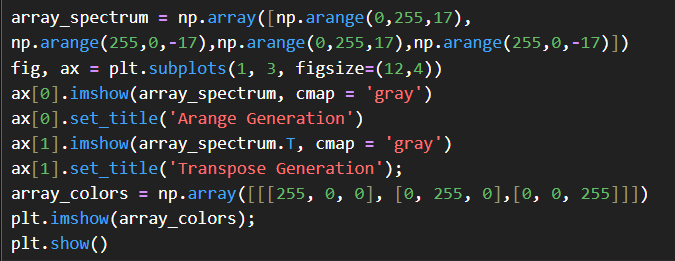 array_spectrum = np.array([np.arange(0,255,17),
np.arange(255,0,-17),np.arange(0,255,17),np.arange(255,0,-17)])
fig, ax = plt.subplots(1, 3, figsize=(12,4))
ax[0].imshow(array_spectrum, cmap = 'gray')
ax[0].set_title('Arange Generation')
ax[1].imshow(array_spectrum.T, cmap = 'gray')
ax[1].set_title('Transpose Generation');
array_colors = np.array([[[255, 0, 0], [0, 255, 0],[0, 0, 255]]])
plt.imshow(array_colors);
plt.show()